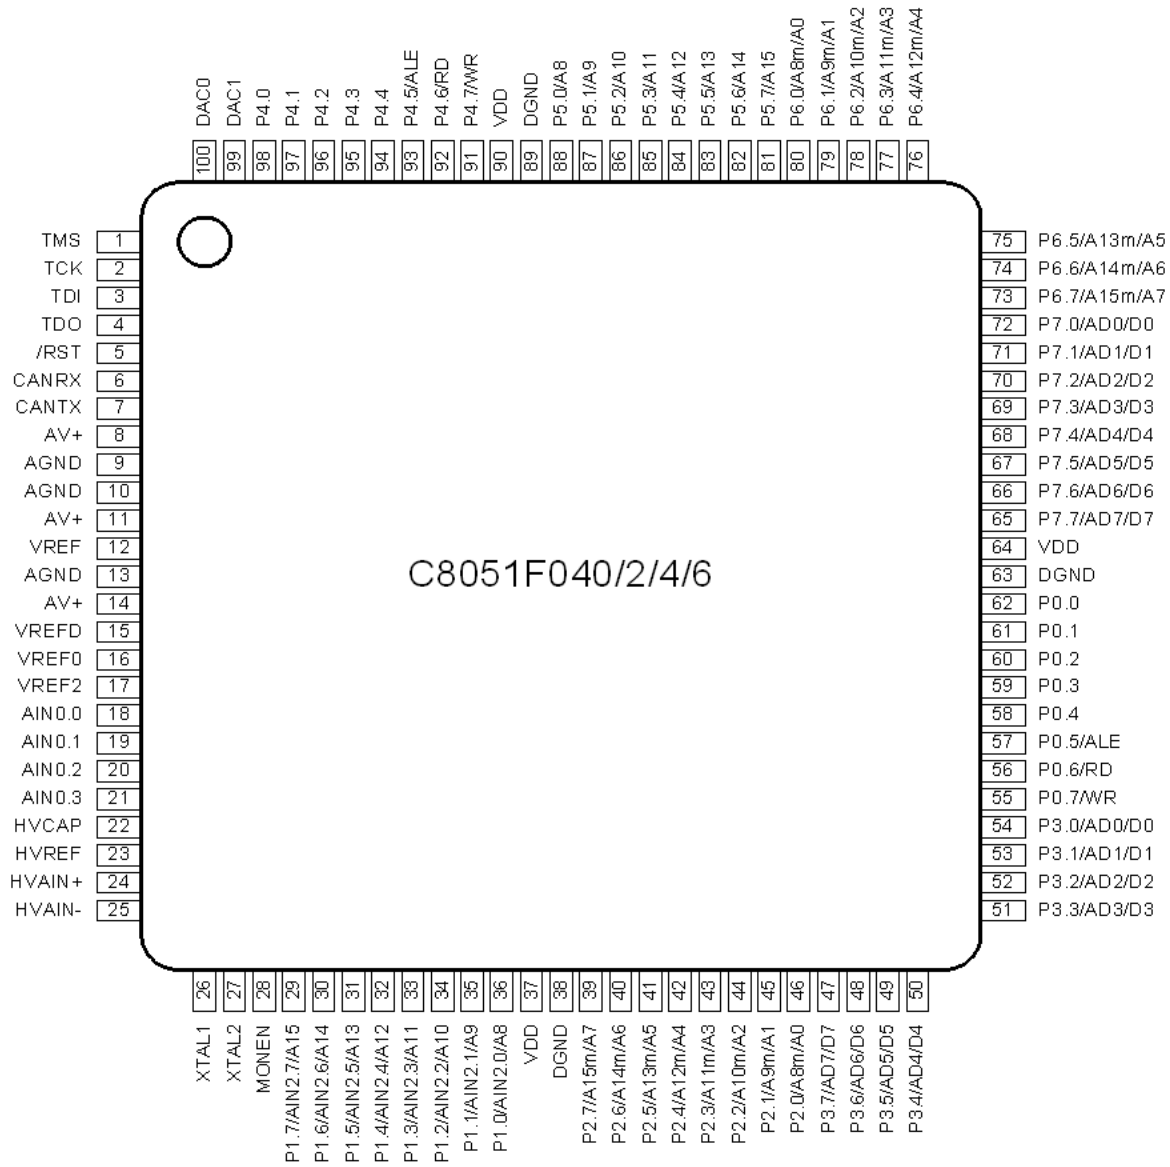 DAC0
DAC1
P4.0
P4.1
P4.2
P4.3
P4.4
P4.5/ALE
P4.6/RD
P4.7/WR
VDD
DGND
P5.0/A8
P5.1/A9
P5.2/A10
P5.3/A11
P5.4/A12
P5.5/A13
P5.6/A14
P5.7/A15
P6.0/A8m/A0
P6.1/A9m/A1
P6.2/A10m/A2
P6.3/A11m/A3
P6.4/A12m/A4
100
99
98
97
96
95
94
93
92
91
90
89
88
87
86
85
84
83
82
81
80
79
78
77
76
TMS 1
TCK 2
TDI 3
TDO 4
/RST 5
CANRX 6
CANTX 7
AV+ 8
AGND 9
AGND 10
AV+ 11
VREF 12
AGND 13
AV+ 14
VREFD 15
VREF0 16
VREF2 17
AIN0.0 18
AIN0.1 19
AIN0.2 20
AIN0.3 21
HVCAP 22
HVREF 23
HVAIN+ 24
HVAIN- 25
C8051F040/2/4/6
75 P6.5/A13m/A5
74 P6.6/A14m/A6
73 P6.7/A15m/A7
72 P7.0/AD0/D0
71 P7.1/AD1/D1
70 P7.2/AD2/D2
69 P7.3/AD3/D3
68 P7.4/AD4/D4
67 P7.5/AD5/D5
66 P7.6/AD6/D6
65 P7.7/AD7/D7
64 VDD
63 DGND
62 P0.0
61 P0.1
60 P0.2
59 P0.3
58 P0.4
57 P0.5/ALE
56 P0.6/RD
55 P0.7/WR
54 P3.0/AD0/D0
53 P3.1/AD1/D1
52 P3.2/AD2/D2
51 P3.3/AD3/D3
26
27
28
29
30
31
32
33
34
35
36
37
38
39
40
41
42
43
44
45
46
47
48
49
50
XTAL1
XTAL2
MONEN
P1.7/AIN2.7/A15
P1.6/AIN2.6/A14
P1.5/AIN2.5/A13
P1.4/AIN2.4/A12
P1.3/AIN2.3/A11
P1.2/AIN2.2/A10
P1.1/AIN2.1/A9
P1.0/AIN2.0/A8
VDD
DGND
P2.7/A15m/A7
P2.6/A14m/A6
P2.5/A13m/A5
P2.4/A12m/A4
P2.3/A11m/A3
P2.2/A10m/A2
P2.1/A9m/A1
P2.0/A8m/A0
P3.7/AD7/D7
P3.6/AD6/D6
P3.5/AD5/D5
P3.4/AD4/D4